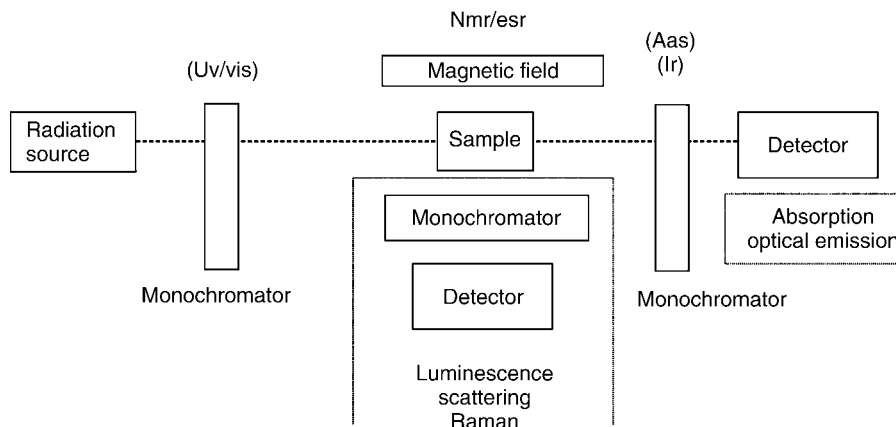 Nmr/esr
(Aas)
(Uv/vis)
Magnetic field
(Ir)
Radiation
source
Sample
Detector
Monochromator
Absorption
optical emission
Monochromator
Detector
Monochromator
Luminescence
scattering
Raman